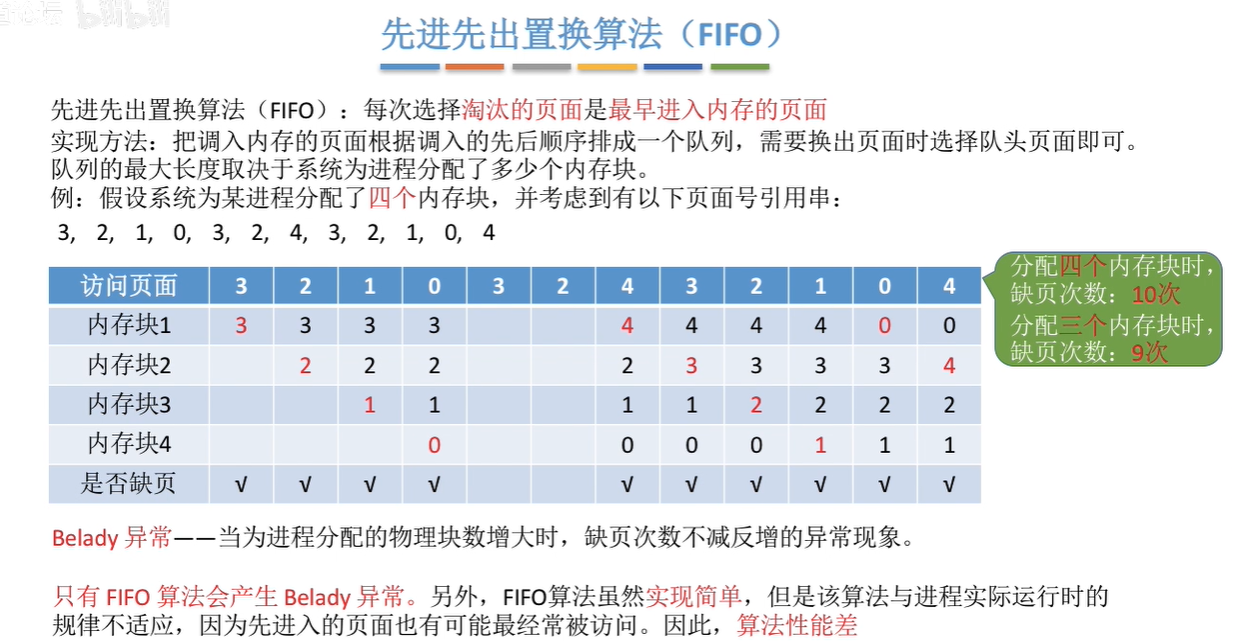 bilibili
先进先出置换算法（FIFO）
先进先出置换算法（FIFO）：每次选择淘汰的页面是最早进入内存的页面
实现方法：把调入内存的页面根据调入的先后顺序排成一个队列，需要换出页面时选择队头页面即可。
队列的最大长度取决于系统为进程分配了多少个内存块。
例：假设系统为某进程分配了四个内存块，并考虑到有以下页面号引用串：
3, 2, 1, 0, 3, 2, 4, 3, 2, 1, 0, 4
访问页面 3 2 1 0 3 2 4 3 2 1 0 4
内存块1 3 3 3 3 4 4 4 4 0 0
内存块2 2 2 2 2 3 3 3 3 4
内存块3 1 1 1 1 2 2 2 2
内存块4 0 0 0 0 1 1 1
是否缺页 √ √ √ √ √ √ √ √ √ √
分配四个内存块时，
缺页次数：10次
分配三个内存块时，
缺页次数：9次
Belady 异常——当为进程分配的物理块数增大时，缺页次数不减反增的异常现象。
只有 FIFO 算法会产生 Belady 异常。另外，FIFO算法虽然实现简单，但是该算法与进程实际运行时的
规律不适应，因为先进入的页面也有可能最经常被访问。因此，算法性能差